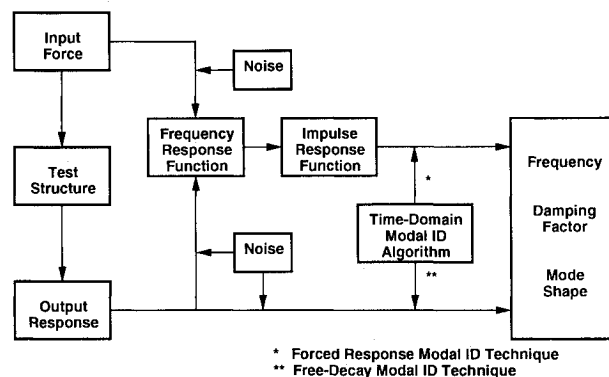 Input
Force
Noise
Frequency
Response
Function
Impulse
Response
Function
Test
Structure
Frequency
Damping
Factor
Mode
Shape
*
Time-Domain
Modal ID
Algorithm
**
Noise
Output
Response
* Forced Response Modal ID Technique
** Free-Decay Modal ID Technique